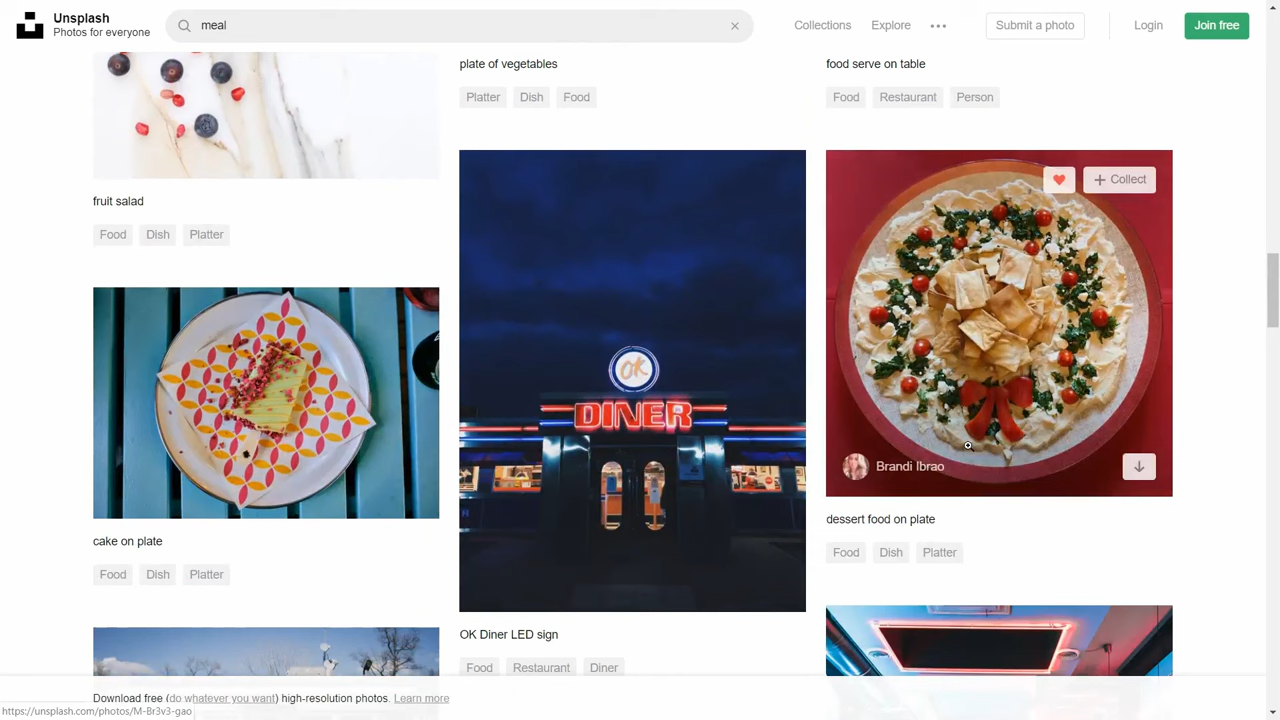 Unsplash
Photos for everyone
meal
Collections
Explore
Submit a photo
Login
Join free
plate of vegetables
Platter
Dish
Food
food serve on table
Food
Restaurant
Person
fruit salad
Food
Dish
Platter
Collect
OK
DINER
Brandi Ibrao
cake on plate
Food
Dish
Platter
dessert food on plate
Food
Dish
Platter
OK Diner LED sign
Food
Restaurant
Diner
Download free (do whatever you want) high-resolution photos. Learn more
https://unsplash.com/photos/M-Br3v3-gao